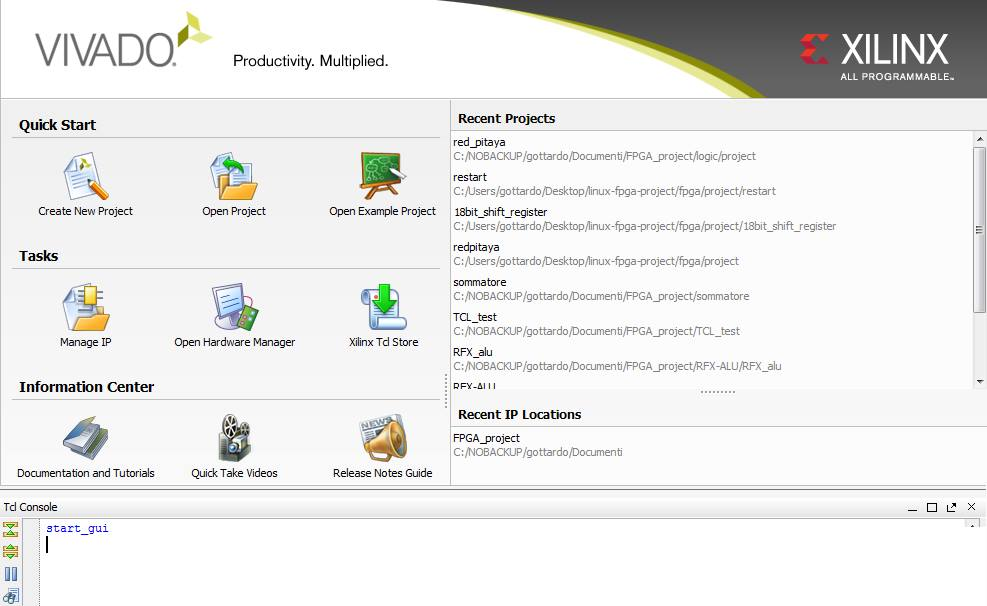 VIVADO.
Productivity. Multiplied.
XILINX
ALL PROGRAMMABLE™
Quick Start
Create New Project
Open Project
Open Example Project
Tasks
Manage IP
Open Hardware Manager
Xilinx Tcl Store
Information Center
Documentation and Tutorials
NEWS
Quick Take Videos
Release Notes Guide
Recent Projects
red_pitaya
C:/NOBACKUP/gottardo/Documenti/FPGA_project/logic/project
restart
C:/Users/gottardo/Desktop/linux-fpga-project/fpga/project/restart
18bit_shift_register
C:/Users/gottardo/Desktop/linux-fpga-project/fpga/project/18bit_shift_register
redpitaya
C:/Users/gottardo/Desktop/linux-fpga-project/fpga/project
sommatore
C:/NOBACKUP/gottardo/Documenti/FPGA_project/sommatore
TCL_test
C:/NOBACKUP/gottardo/Documenti/FPGA_project/TCL_test
RFX_alu
C:/NOBACKUP/gottardo/Documenti/FPGA_project/RFX-ALU/RFX_alu
RFX-ALU
Recent IP Locations
FPGA_project
C:/NOBACKUP/gottardo/Documenti
Tcl Console
start_gui